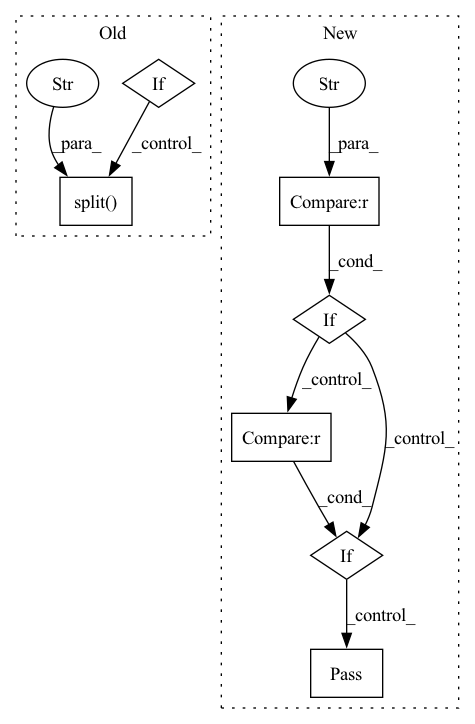 Old
New
Str
If
Str
_para_
_control_
_para_
split()
Compare:r
_cond_
If
_control_
Compare:r
_control_
_cond_
If
_control_
Pass